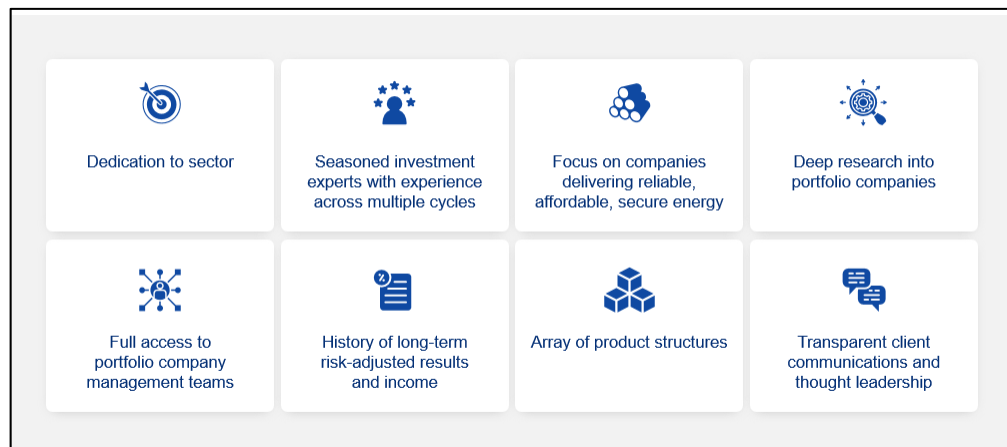 Dedication to sector
Seasoned investment
experts with experience
across multiple cycles
Focus on companies
delivering reliable,
affordable, secure energy
Deep research into
portfolio companies
Full access to
portfolio company
management teams
History of long-term
risk-adjusted results
and income
Array of product structures
Transparent client
communications and
thought leadership